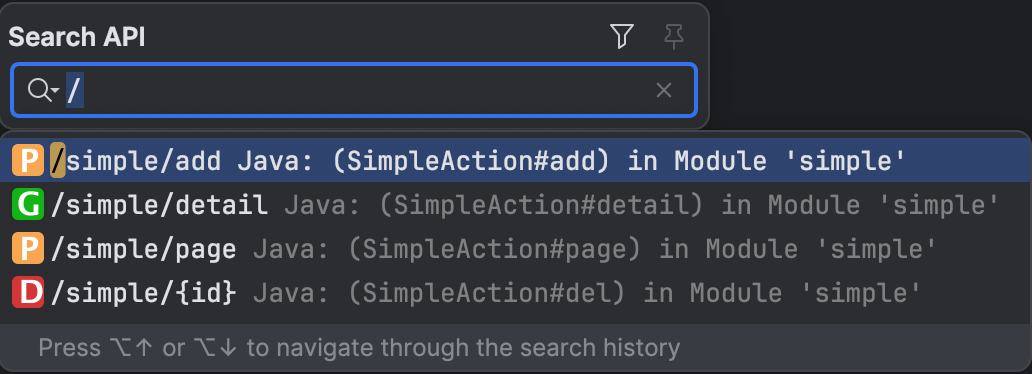 Search API
/
P /simple/add Java: (SimpleAction#add) in Module 'simple'
G /simple/detail Java: (SimpleAction#detail) in Module 'simple'
P /simple/page Java: (SimpleAction#page) in Module 'simple'
D /simple/{id} Java: (SimpleAction#del) in Module 'simple'
Press ⌥↑ or ⌥↓ to navigate through the search history